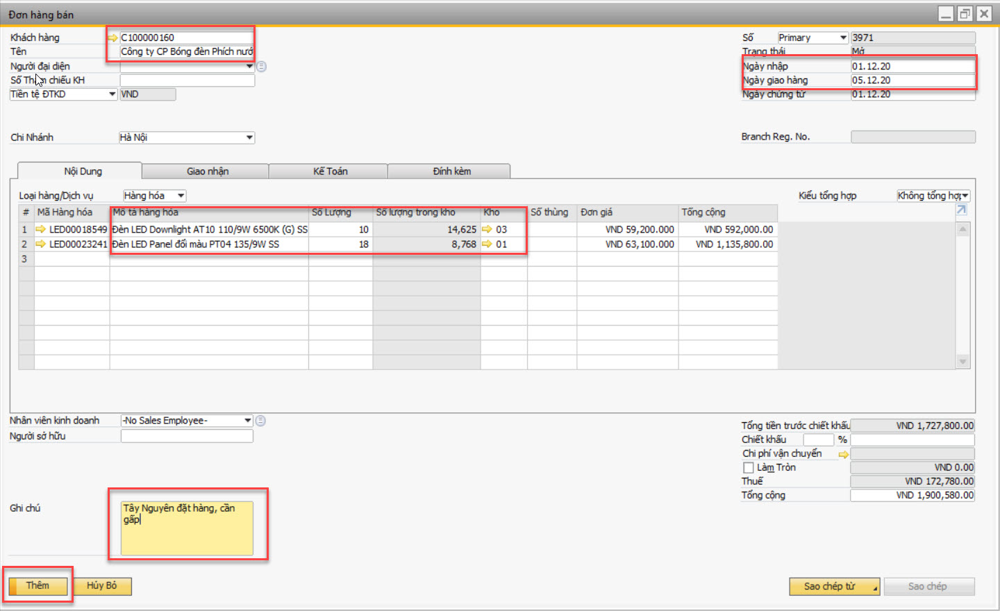 Đơn hàng bán
Khách hàng C100000160
Tên Công ty CP Bóng đèn Phích nướ
Người đại diện
Số Tham chiếu KH
Tiền tệ ĐTKD VND
Chi Nhánh Hà Nội
Số Primary 3971
Trạng thái Mở
Ngày nhập 01.12.20
Ngày giao hàng 05.12.20
Ngày chứng từ 01.12.20
Branch Reg. No.
Nội Dung Giao nhận Kế Toán Đính kèm
Loại hàng/Dịch vụ Hàng hóa Kiểu tổng hợp Không tổng hợp
# Mã Hàng hóa Mô tả hàng hóa Số Lượng Số lượng trong kho Kho Số thùng Đơn giá Tổng cộng
1 LED00018549 Đèn LED Downlight AT10 110/9W 6500K (G) SS 10 14,625 03 VND 59,200.000 VND 592,000.00
2 LED00023241 Đèn LED Panel đổi màu PT04 135/9W SS 18 8,768 01 VND 63,100.000 VND 1,135,800.00
3
Nhân viên kinh doanh -No Sales Employee-
Người sở hữu
Tổng tiền trước chiết khấu VND 1,727,800.00
Chiết khấu %
Chi phí vận chuyển
Làm Tròn VND 0.00
Thuế VND 172,780.00
Tổng cộng VND 1,900,580.00
Ghi chú Tây Nguyên đặt hàng, cần
gấp
Thêm Hủy Bỏ Sao chép từ Sao chép